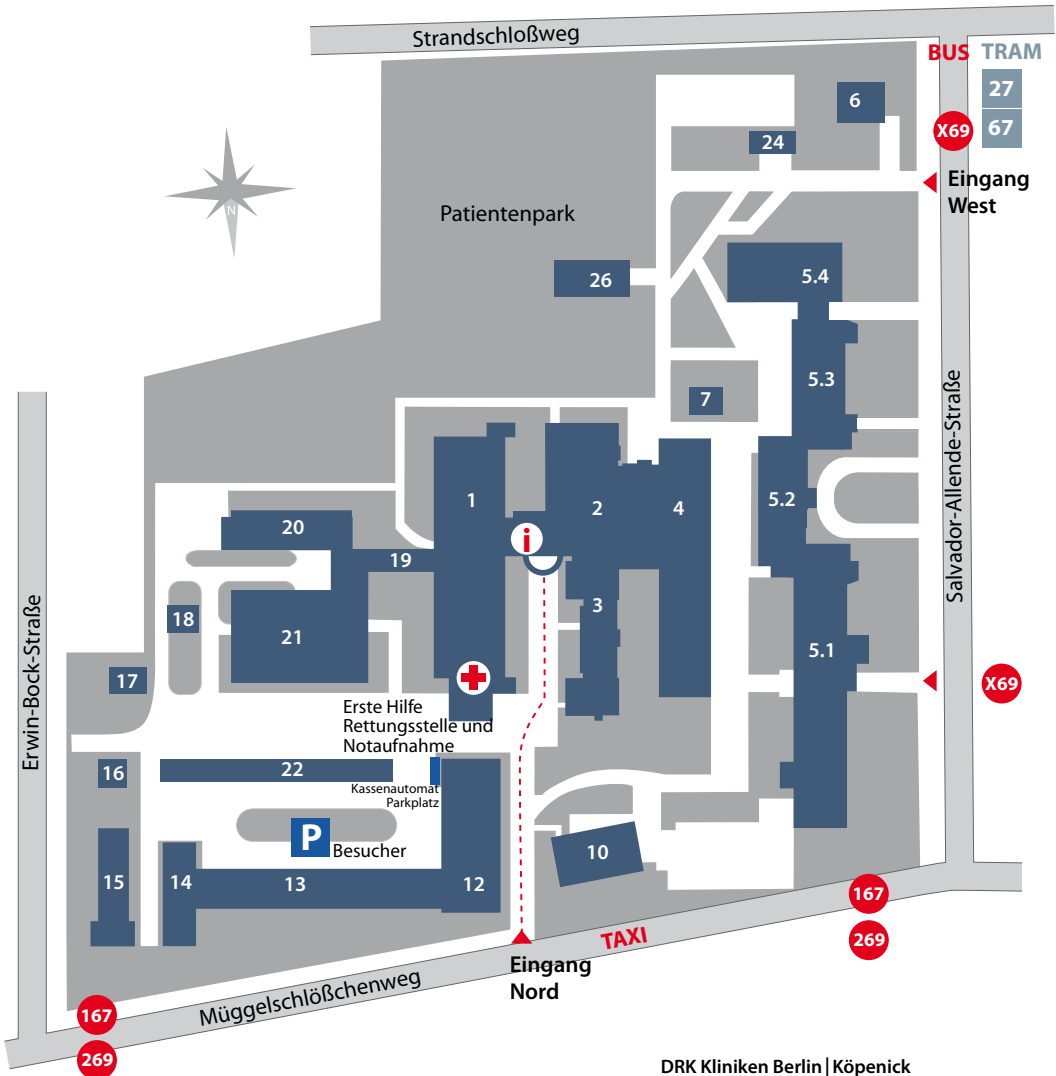 Strandschloßweg
BUS TRAM
27
6
X69
67
24
Eingang
West
N
Patientenpark
26
5.4
5.3
7
Salvador-Allende-Straße
1
2
4
5.2
20
i
19
3
18
21
5.1
Erwin-Bock-Straße
17
X69
Erste Hilfe
Rettungsstelle und
Notaufnahme
16
22
Kassenautomat
Parkplatz
P
Besucher
10
15
14
13
12
167
TAXI
269
Eingang
Nord
Müggelschlößchenweg
167
269
DRK Kliniken Berlin | Köpenick